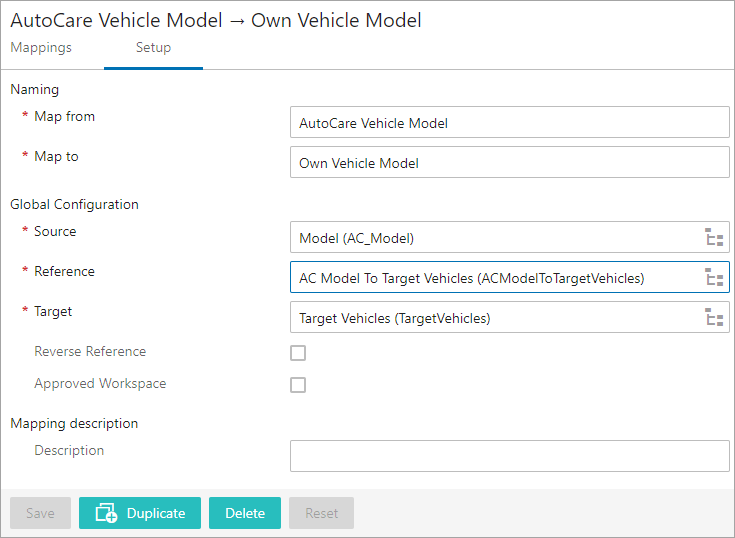 AutoCare Vehicle Model → Own Vehicle Model
Mappings Setup
Naming
* Map from AutoCare Vehicle Model
* Map to Own Vehicle Model
Global Configuration
* Source Model (AC_Model)
* Reference AC Model To Target Vehicles (ACModelToTargetVehicles)
* Target Target Vehicles (TargetVehicles)
Reverse Reference
Approved Workspace
Mapping description
Description
Save Duplicate Delete Reset